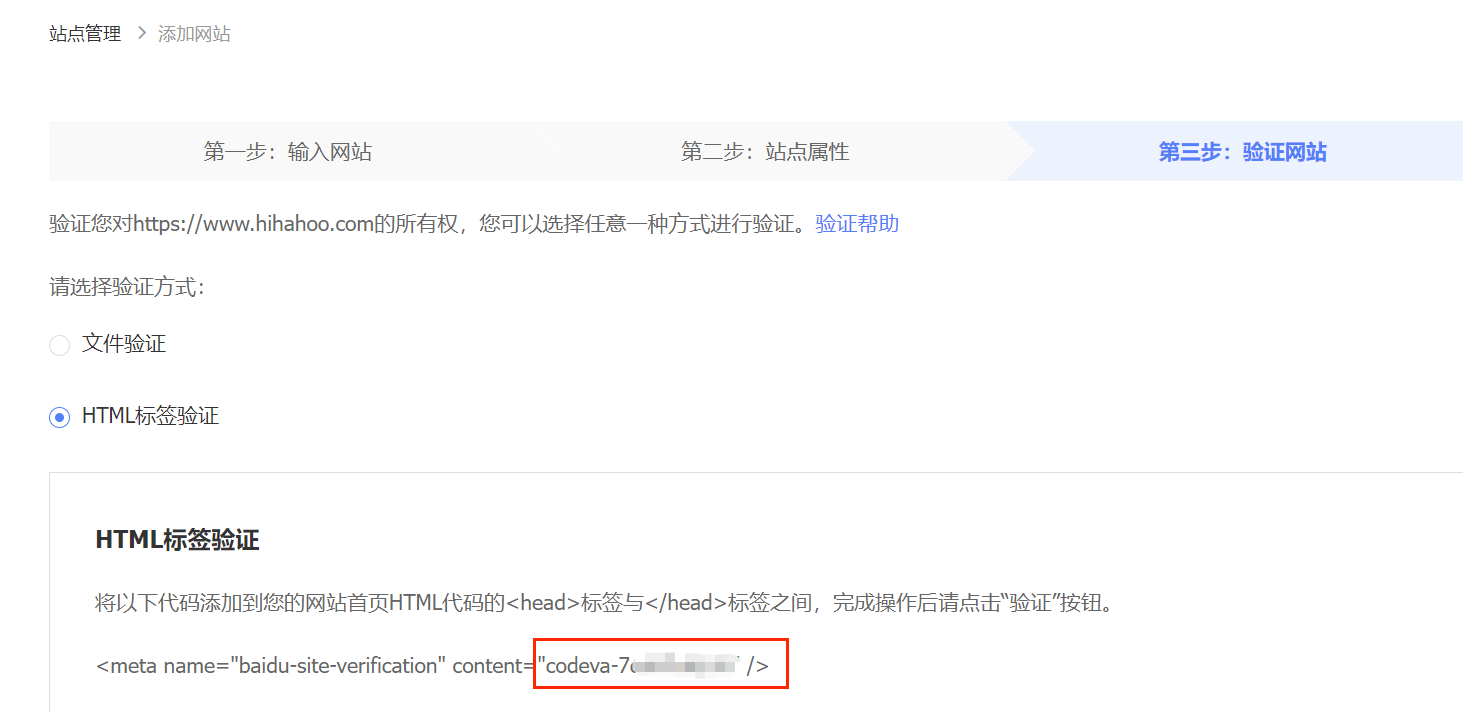 站点管理 > 添加网站
第一步：输入网站 第二步：站点属性 第三步：验证网站
验证您对https://www.hihahoo.com的所有权，您可以选择任意一种方式进行验证。验证帮助
请选择验证方式：
文件验证
HTML标签验证
HTML标签验证
将以下代码添加到您的网站首页HTML代码的<head>标签与</head>标签之间，完成操作后请点击“验证”按钮。
<meta name="baidu-site-verification" content="codeva-7 />